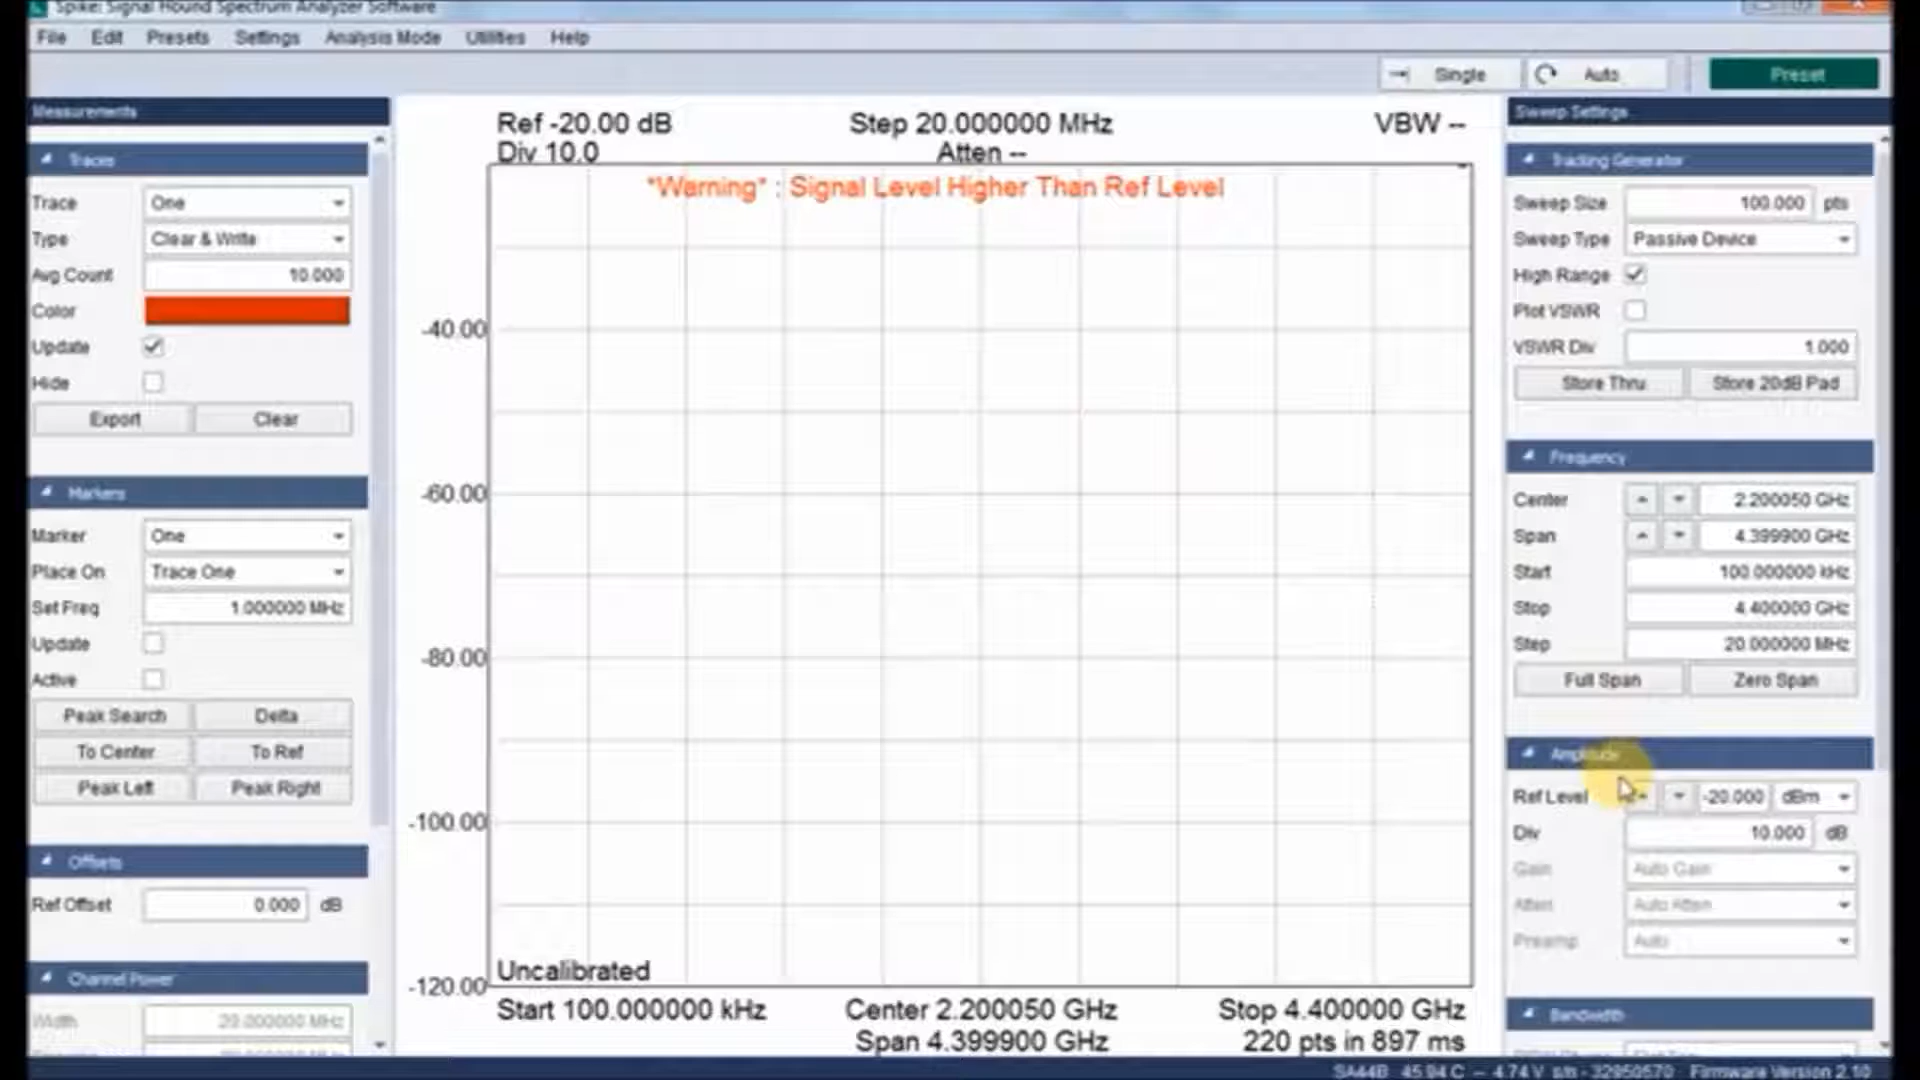 Spike: Signal Hound Spectrum Analyzer Software
File Edit Presets Settings Analysis Mode Utilities Help
Single Auto Preset
Measurements
Traces
Trace One
Type Clear & Write
Avg Count 10.000
Color
Update
Hide
Export Clear
Markers
Marker One
Place On Trace One
Set Freq 1.000000 MHz
Update
Active
Peak Search Delta
To Center To Ref
Peak Left Peak Right
Offsets
Ref Offset 0.000 dB
Channel Power
Width 20.000000 MHz
Ref -20.00 dB Step 20.000000 MHz VBW --
Div 10.0 Atten --
*Warning* : Signal Level Higher Than Ref Level
-40.00
-60.00
-80.00
-100.00
-120.00
Uncalibrated
Start 100.000000 kHz Center 2.200050 GHz Stop 4.400000 GHz
Span 4.399900 GHz 220 pts in 897 ms
Sweep Settings
Tracking Generator
Sweep Size 100.000 pts
Sweep Type Passive Device
High Range
Plot VSWR
VSWR Div 1.000
Store Thru Store 20dB Pad
Frequency
Center 2.200050 GHz
Span 4.399900 GHz
Start 100.000000 kHz
Stop 4.400000 GHz
Step 20.000000 MHz
Full Span Zero Span
Amplitude
Ref Level -20.000 dBm
Div 10.000 dB
Gain Auto Gain
Atten Auto Atten
Preamp Auto
Bandwidth
SA44B 45.94 C -- 4.74 V s/n - 32950570 Firmware Version 2.10